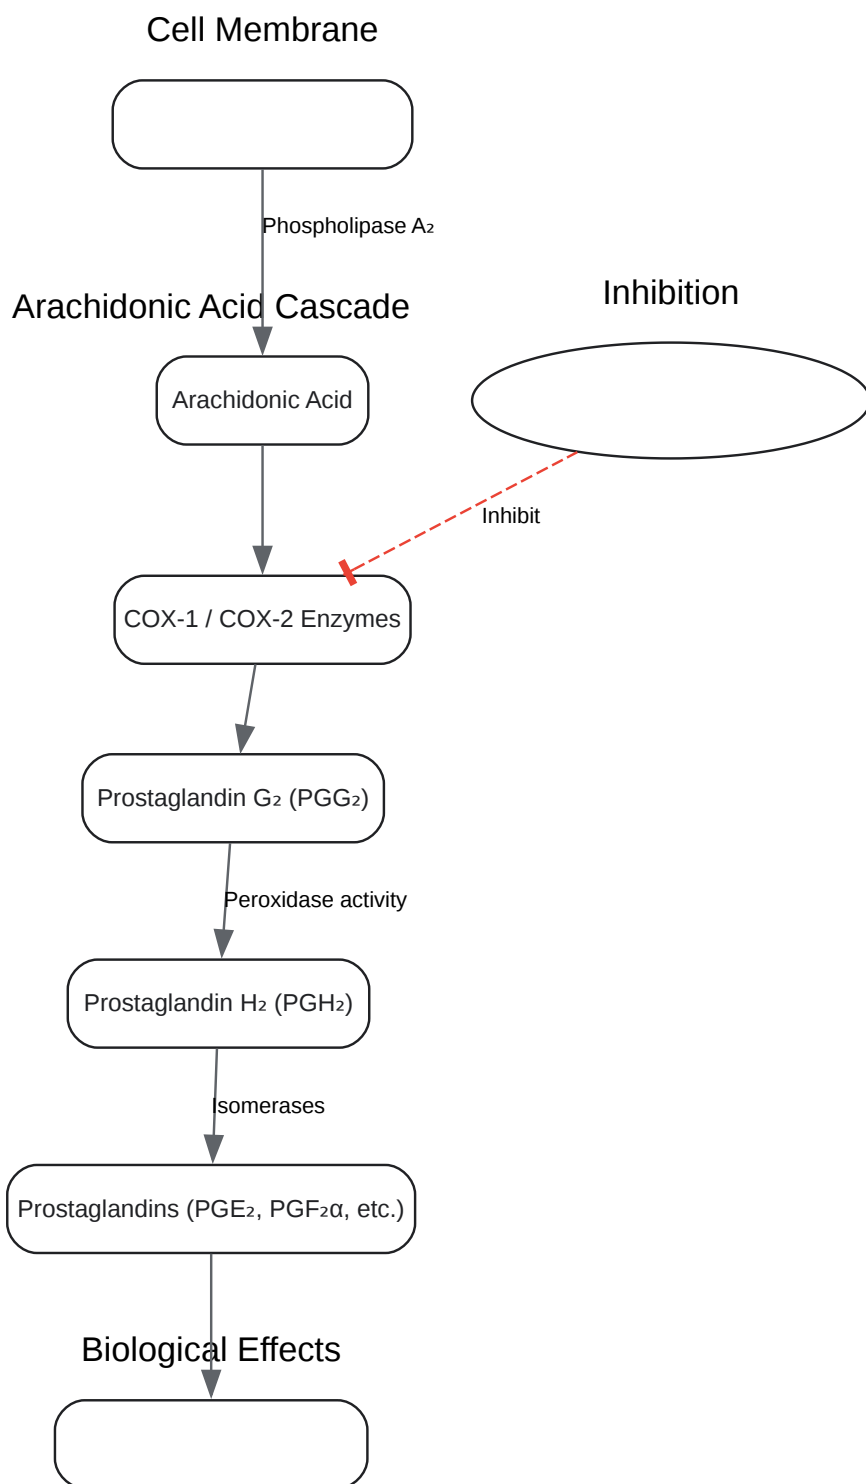 Cell Membrane
Phospholipase A₂
Arachidonic Acid Cascade
Inhibition
Arachidonic Acid
Inhibit
COX-1 / COX-2 Enzymes
Prostaglandin G₂ (PGG₂)
Peroxidase activity
Prostaglandin H₂ (PGH₂)
Isomerases
Prostaglandins (PGE₂, PGF₂α, etc.)
Biological Effects